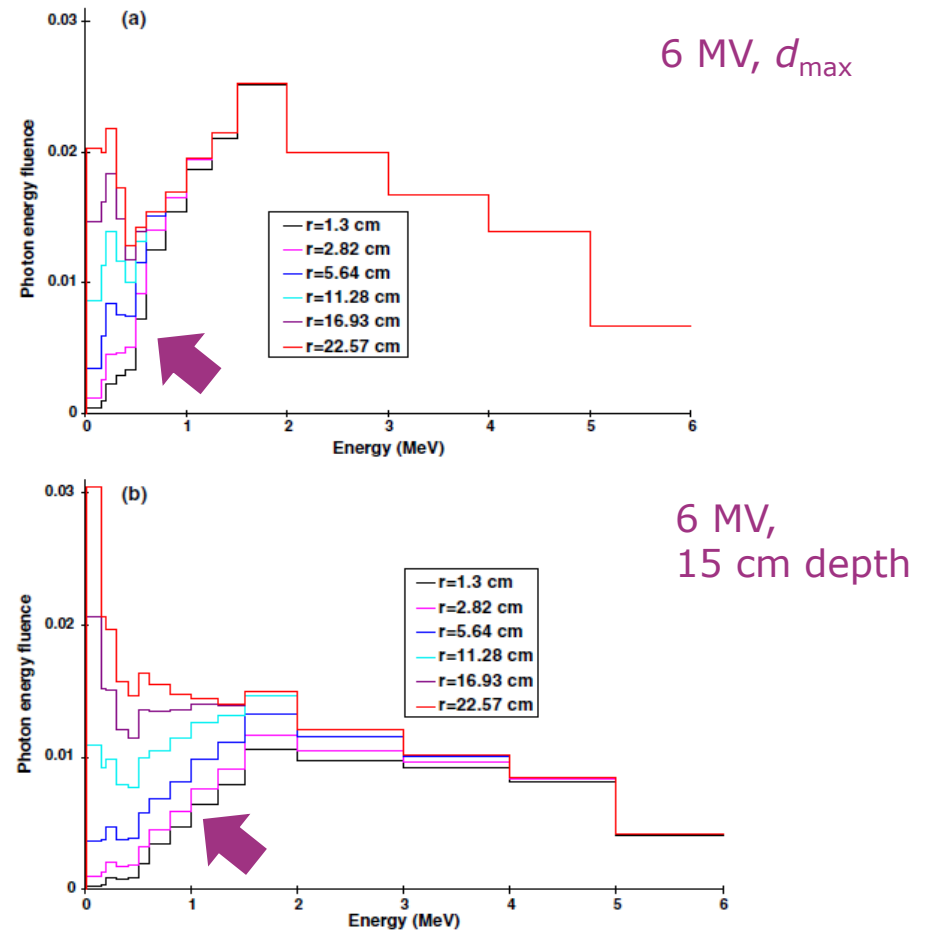 (a)
6 MV, dmax
Photon energy fluence
0.03
0.02
0.01
0
r=1.3 cm
r=2.82 cm
r=5.64 cm
r=11.28 cm
r=16.93 cm
r=22.57 cm
0 1 2 3 4 5 6
Energy (MeV)
(b)
6 MV,
15 cm depth
Photon energy fluence
0.03
0.02
0.01
0
r=1.3 cm
r=2.82 cm
r=5.64 cm
r=11.28 cm
r=16.93 cm
r=22.57 cm
0 1 2 3 4 5 6
Energy (MeV)